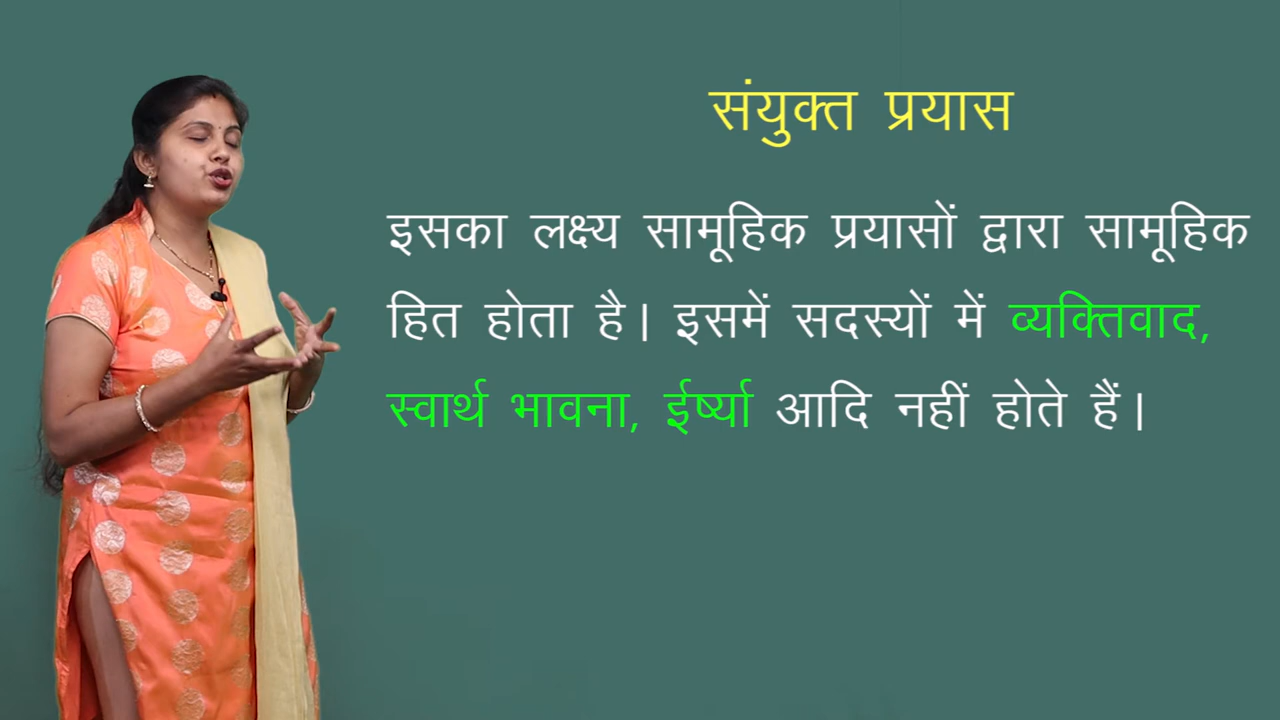 संयुक्त प्रयास
इसका लक्ष्य सामूहिक प्रयासों द्वारा सामूहिक
हित होता है। इसमें सदस्यों में व्यक्तिवाद,
स्वार्थ भावना, ईर्ष्या आदि नहीं होते हैं।